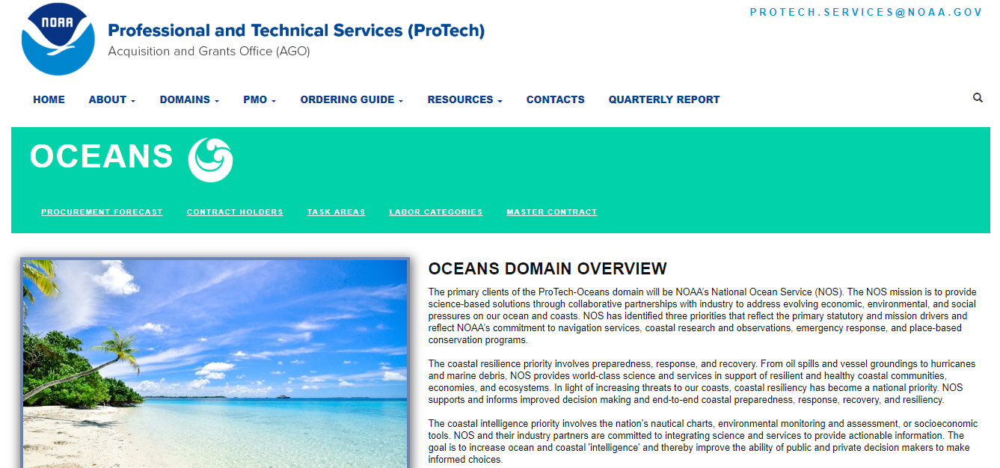 NOAA
PROTECH.SERVICES@NOAA.GOV
Professional and Technical Services (ProTech)
Acquisition and Grants Office (AGO)
HOME ABOUT DOMAINS PMO ORDERING GUIDE RESOURCES CONTACTS QUARTERLY REPORT
OCEANS
PROCUREMENT FORECAST CONTRACT HOLDERS TASK AREAS LABOR CATEGORIES MASTER CONTRACT
OCEANS DOMAIN OVERVIEW
The primary clients of the ProTech-Oceans domain will be NOAA's National Ocean Service (NOS). The NOS mission is to provide
science-based solutions through collaborative partnerships with industry to address evolving economic, environmental, and social
pressures on our ocean and coasts. NOS has identified three priorities that reflect the primary statutory and mission drivers and
reflect NOAA's commitment to navigation services, coastal research and observations, emergency response, and place-based
conservation programs.
The coastal resilience priority involves preparedness, response, and recovery. From oil spills and vessel groundings to hurricanes
and marine debris, NOS provides world-class science and services in support of resilient and healthy coastal communities,
economies, and ecosystems. In light of increasing threats to our coasts, coastal resiliency has become a national priority. NOS
supports and informs improved decision making and end-to-end coastal preparedness, response, recovery, and resiliency.
The coastal intelligence priority involves the nation's nautical charts, environmental monitoring and assessment, or socioeconomic
tools. NOS and their industry partners are committed to integrating science and services to provide actionable information. The
goal is to increase ocean and coastal 'intelligence' and thereby improve the ability of public and private decision makers to make
informed choices.